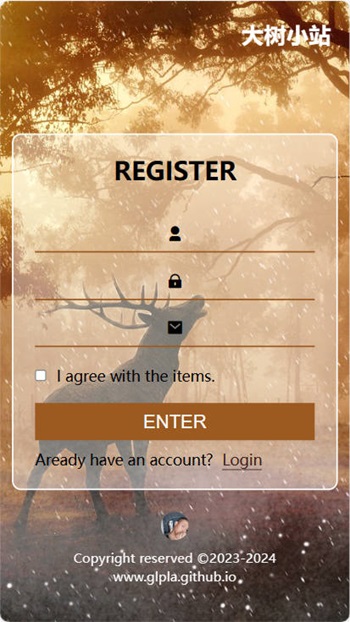 大树小站
REGISTER
I agree with the items.
ENTER
Aready have an account? Login
Copyright reserved ©2023-2024
www.glpla.github.io